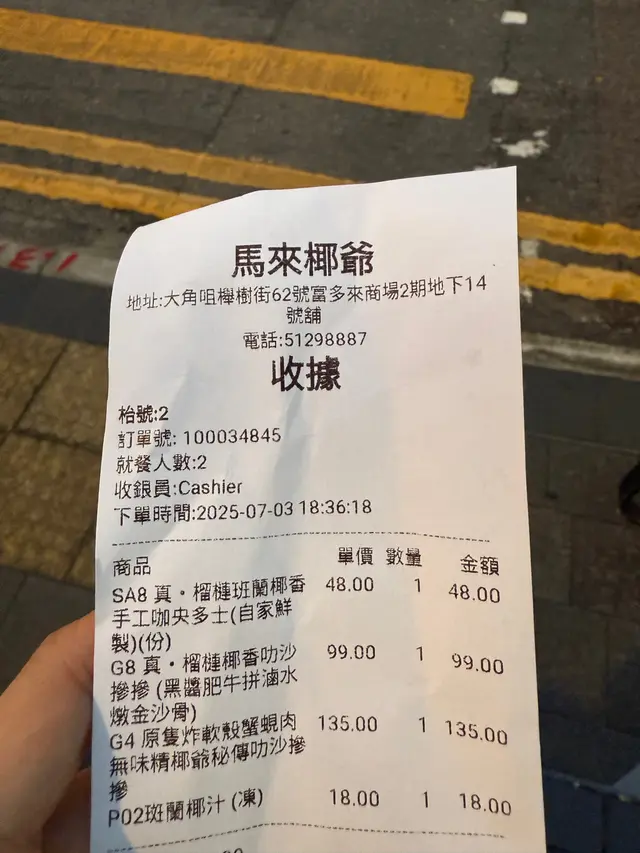 馬來椰爺
地址:大角咀櫸樹街62號富多來商場2期地下14
號舖
電話:51298887
收據
枱號:2
訂單號: 100034845
就餐人數:2
收銀員:Cashier
下單時間:2025-07-03 18:36:18
商品 單價 數量 金額
SA8 真・榴槤班蘭椰香 48.00 1 48.00
手工咖央多士(自家鮮
製)(份)
G8 真・榴槤椰香叻沙 99.00 1 99.00
摻摻 (黑醬肥牛拼滷水
燉金沙骨)
G4 原隻炸軟殼蟹蜆肉 135.00 1 135.00
無味精椰爺秘傳叻沙摻
摻
P02斑蘭椰汁 (凍) 18.00 1 18.00